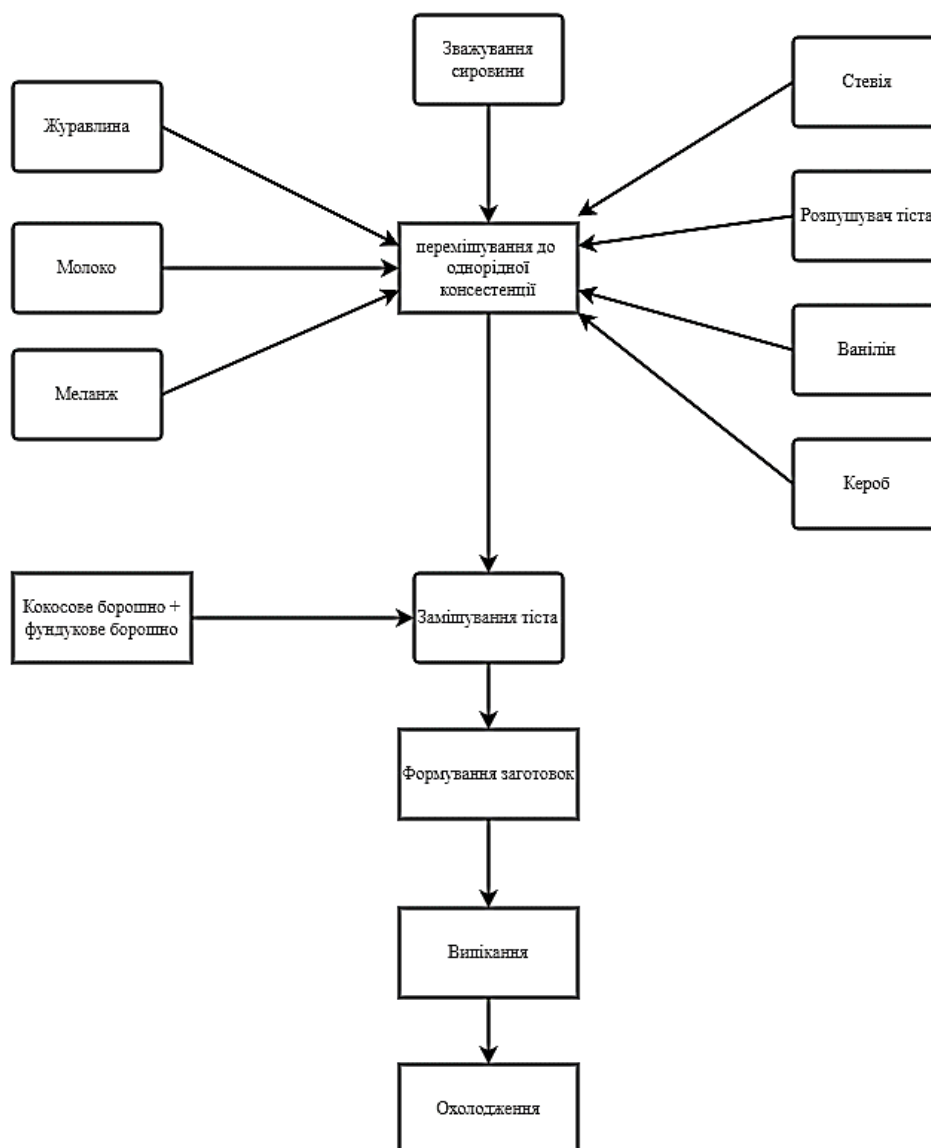 Зважування
сировини
Журавлина
Стевія
Розпушувач тіста
Молоко
перемішування до
однорідної
консестенції
Меланж
Ванілін
Кероб
Кокосове борошно +
фундукове борошно
Замішування тіста
Формування заготовок
Випікання
Охолодження